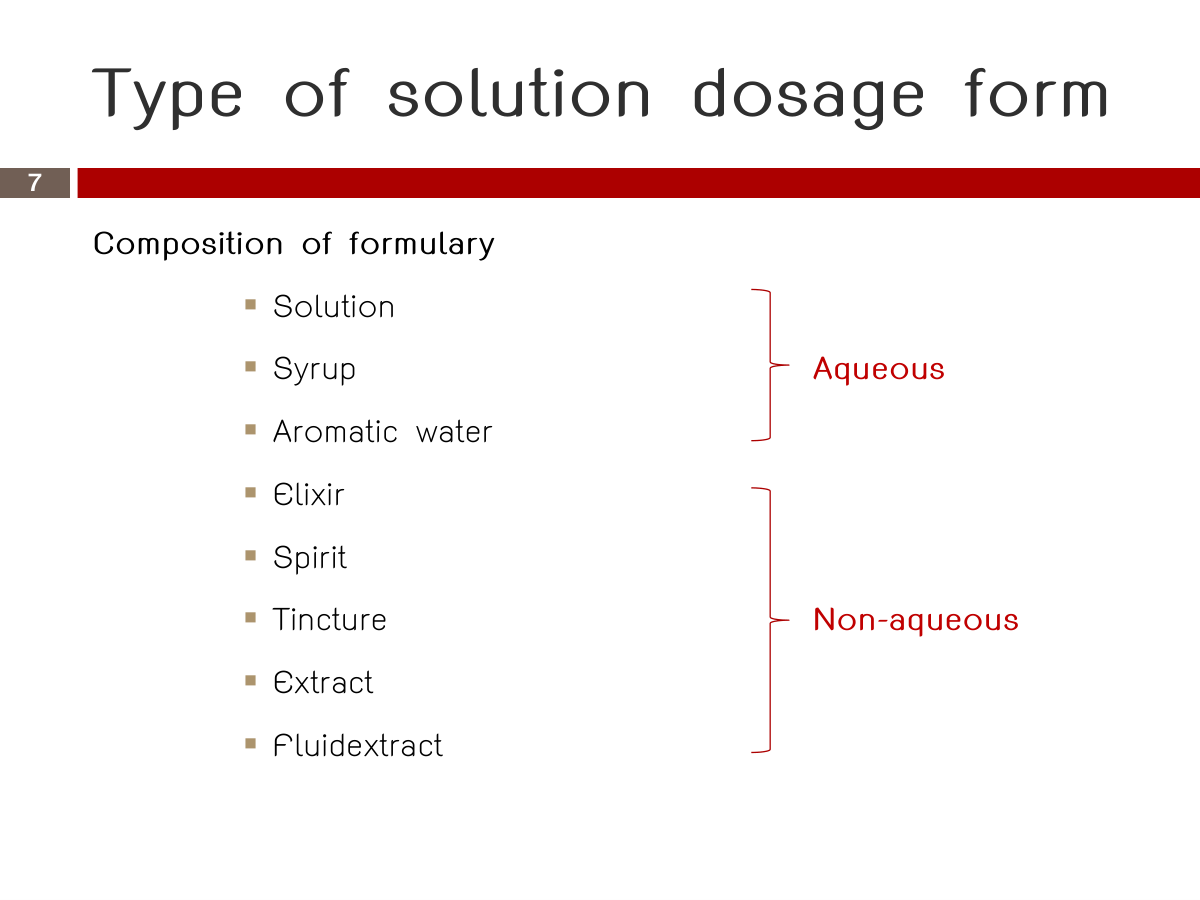 Type of solution dosage form
7
Composition of formulary
▪ Solution
▪ Syrup
Aqueous
▪ Aromatic water
▪ Elixir
▪ Spirit
▪ Tincture
Non-aqueous
▪ Extract
▪ Fluidextract